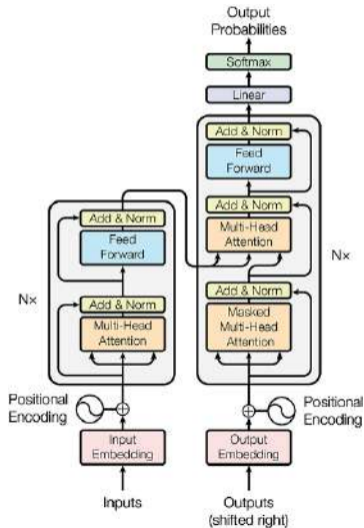 Output
Probabilities
Softmax
Linear
Add & Norm
Feed
Forward
Add & Norm
Multi-Head
Attention
Add & Norm
Masked
Multi-Head
Attention
Nx
Add & Norm
Feed
Forward
Add & Norm
Multi-Head
Attention
Nx
Positional
Encoding
Input
Embedding
Inputs
Positional
Encoding
Output
Embedding
Outputs
(shifted right)